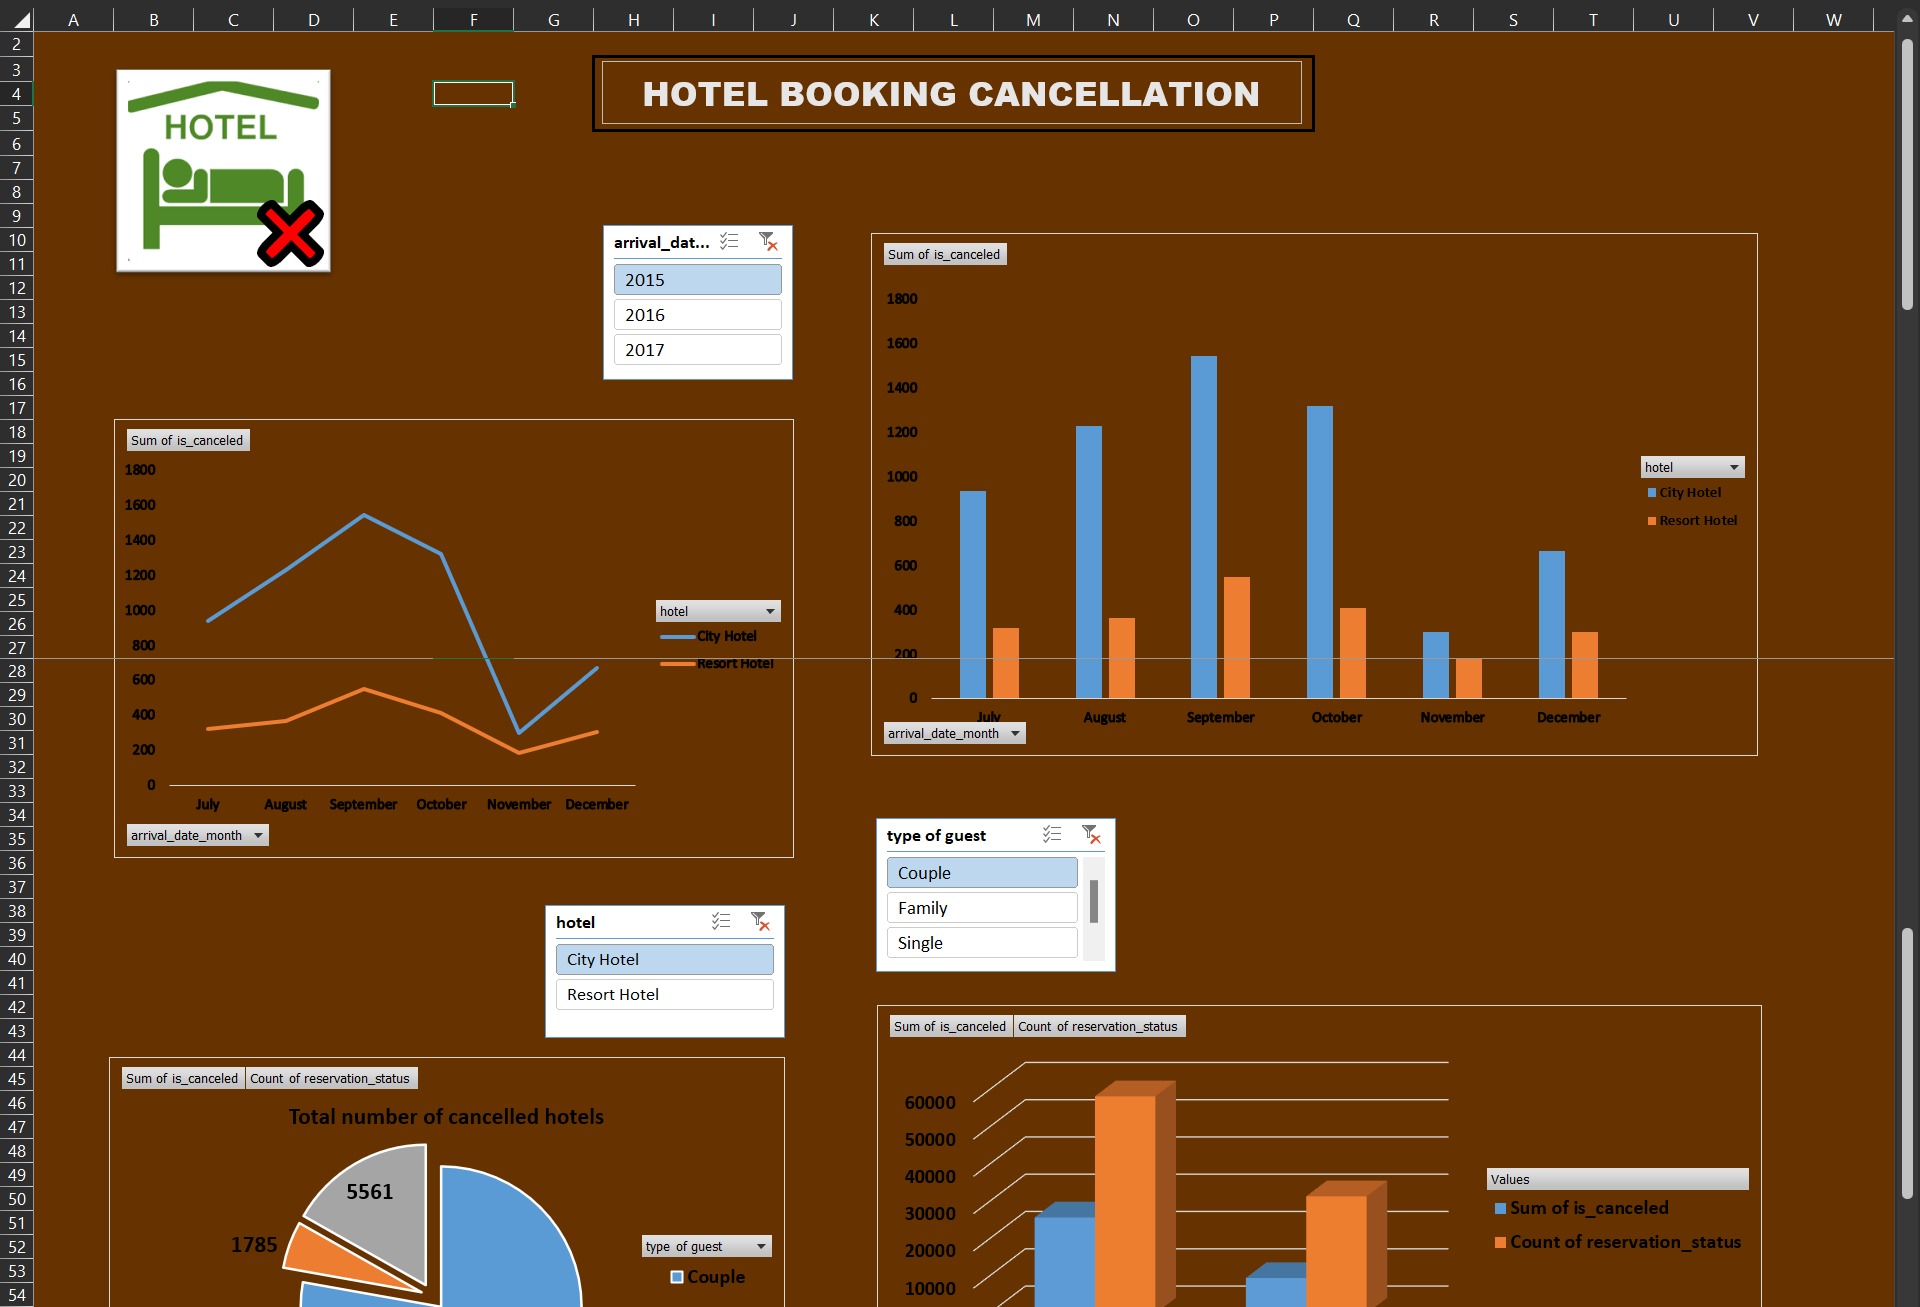 A B C D E F G H I J K L M N O P Q R S T U V W
2
3
4
5
6
7
8
9
10
11
12
13
14
15
16
17
18
19
20
21
22
23
24
25
26
27
28
29
30
31
32
33
34
35
36
37
38
39
40
41
42
43
44
45
46
47
48
49
50
51
52
53
54
HOTEL
HOTEL BOOKING CANCELLATION
arrival_dat...
2015
2016
2017
Sum of is_canceled
1800
1600
1400
1200
1000
800
600
400
200
0
July August September October November December
arrival_date_month
hotel
City Hotel
Resort Hotel
Sum of is_canceled
1800
1600
1400
1200
1000
800
600
400
200
0
July August September October November December
arrival_date_month
hotel
City Hotel
Resort Hotel
type of guest
Couple
Family
Single
hotel
City Hotel
Resort Hotel
Sum of is_canceled Count of reservation_status
Total number of cancelled hotels
5561
1785
type of guest
Couple
Sum of is_canceled Count of reservation_status
60000
50000
40000
30000
20000
10000
Values
Sum of is_canceled
Count of reservation_status